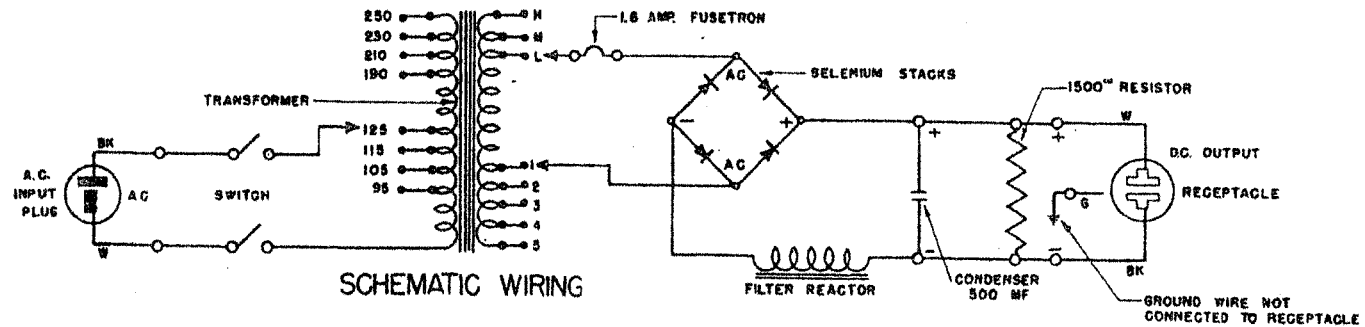 250
230
210
190
TRANSFORMER
125
115
105
95
BK
A.C.
INPUT
PLUG
AC
SWITCH
W
H
M
L
1
2
3
4
5
1.6 AMP. FUSETRON
AC
SELENIUM STACKS
-
+
AC
1500ʷ RESISTOR
+
+
W
D.C. OUTPUT
RECEPTACLE
G
-
-
BK
FILTER REACTOR
CONDENSER
500 MF
GROUND WIRE NOT
CONNECTED TO RECEPTACLE
SCHEMATIC WIRING